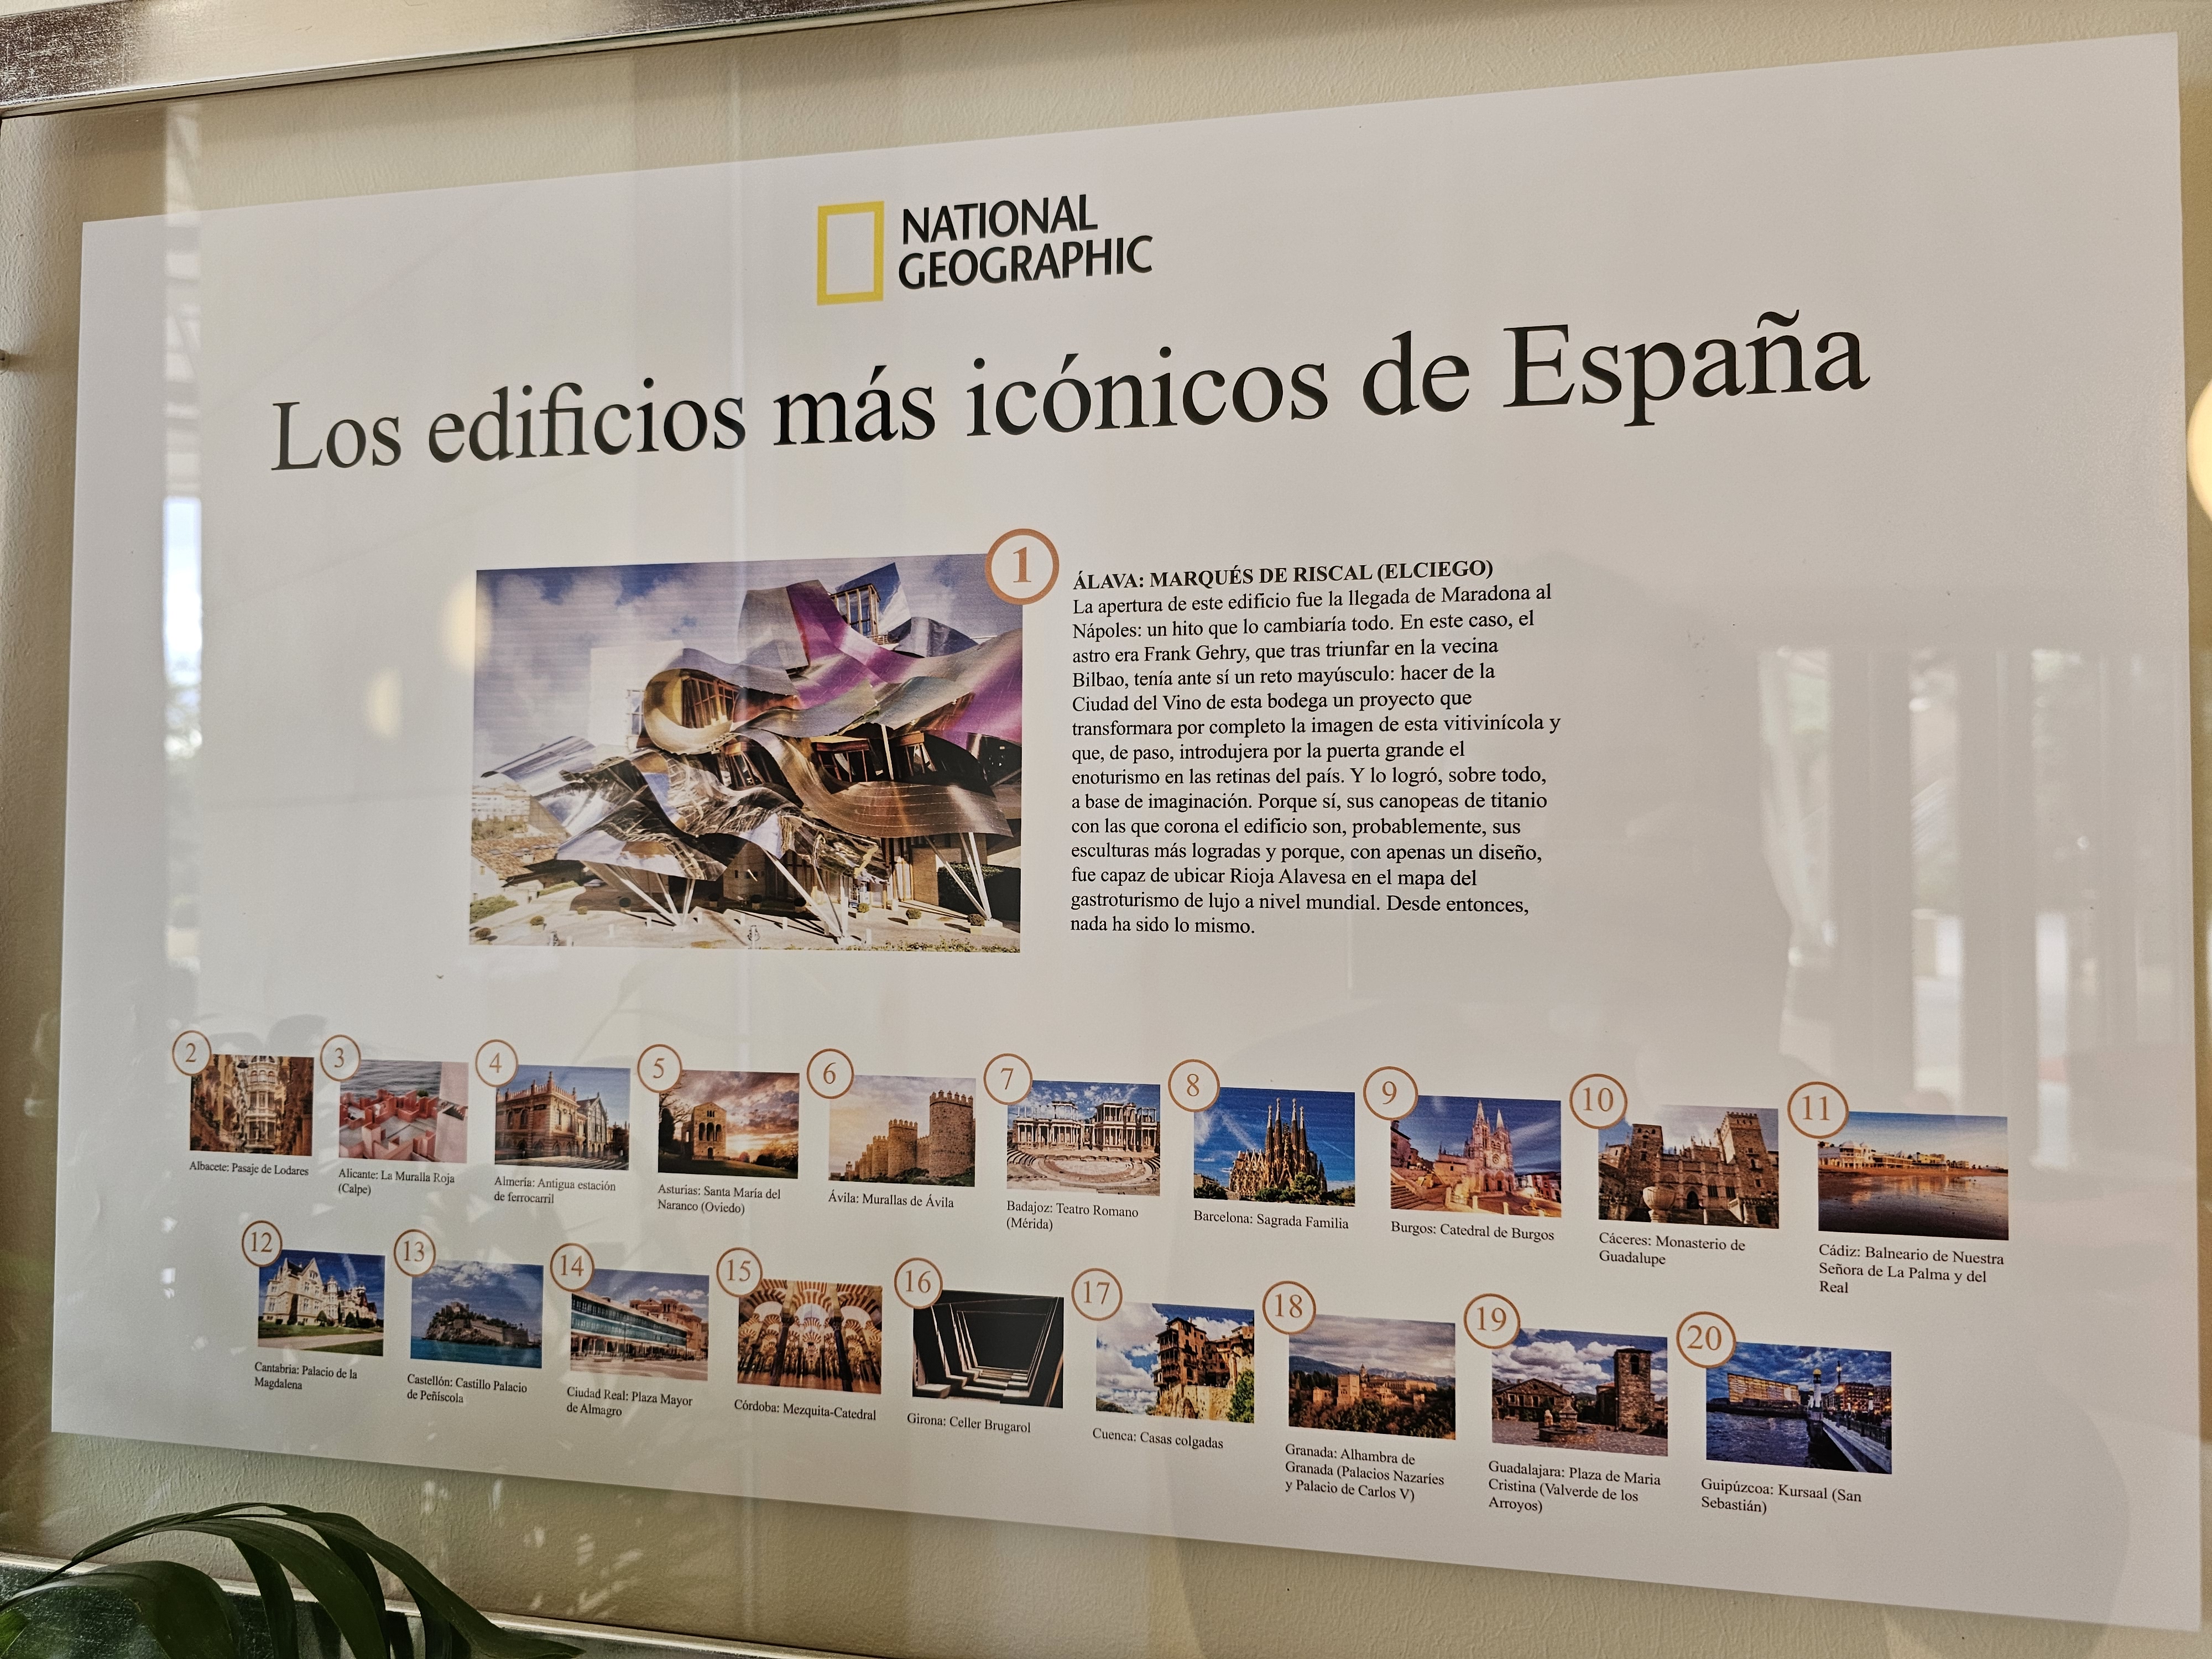 NATIONAL
GEOGRAPHIC
Los edificios más icónicos de España
1
ÁLAVA: MARQUÉS DE RISCAL (ELCIEGO)
La apertura de este edificio fue la llegada de Maradona al
Nápoles: un hito que lo cambiaría todo. En este caso, el
astro era Frank Gehry, que tras triunfar en la vecina
Bilbao, tenía ante sí un reto mayúsculo: hacer de la
Ciudad del Vino de esta bodega un proyecto que
transformara por completo la imagen de esta vitivinícola y
que, de paso, introdujera por la puerta grande el
enoturismo en las retinas del país. Y lo logró, sobre todo,
a base de imaginación. Porque sí, sus canopeas de titanio
con las que corona el edificio son, probablemente, sus
esculturas más logradas y porque, con apenas un diseño,
fue capaz de ubicar Rioja Alavesa en el mapa del
gastroturismo de lujo a nivel mundial. Desde entonces,
nada ha sido lo mismo.
2
Albacete: Pasaje de Lodares
3
Alicante: La Muralla Roja
(Calpe)
4
Almería: Antigua estación
de ferrocarril
5
Asturias: Santa María del
Naranco (Oviedo)
6
Ávila: Murallas de Ávila
7
Badajoz: Teatro Romano
(Mérida)
8
Barcelona: Sagrada Familia
9
Burgos: Catedral de Burgos
10
Cáceres: Monasterio de
Guadalupe
11
Cádiz: Balneario de Nuestra
Señora de La Palma y del
Real
12
Cantabria: Palacio de la
Magdalena
13
Castellón: Castillo Palacio
de Peñíscola
14
Ciudad Real: Plaza Mayor
de Almagro
15
Córdoba: Mezquita-Catedral
16
Girona: Celler Brugarol
17
Cuenca: Casas colgadas
18
Granada: Alhambra de
Granada (Palacios Nazaríes
y Palacio de Carlos V)
19
Guadalajara: Plaza de Maria
Cristina (Valverde de los
Arroyos)
20
Guipúzcoa: Kursaal (San
Sebastián)